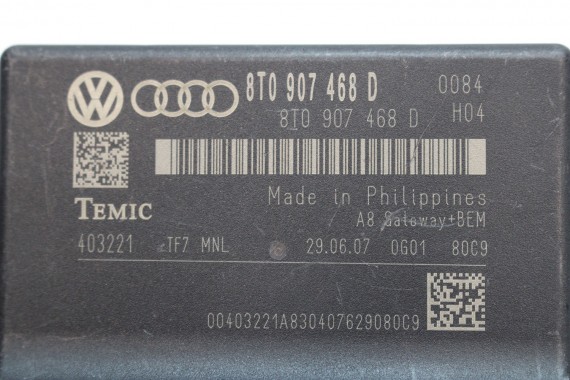 8T0 907 468 D 0084
8T0 907 468 D H04
Made in Philippines
TEMIC
A8 Gateway+BEM
403221 TF7 MNL 29.06.07 0G01 80C9
00403221A830407629080C9